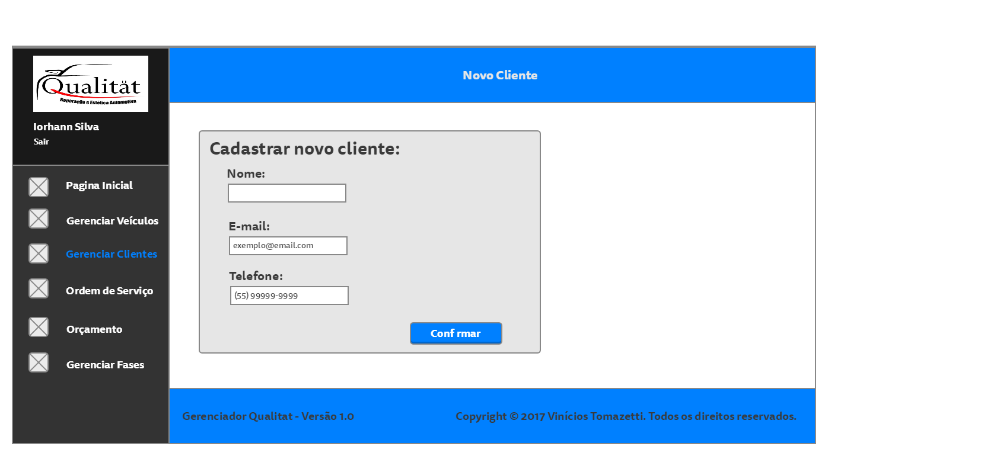 Qualität
Reparação e Estética Automotiva
Iorhann Silva
Sair
Pagina Inicial
Gerenciar Veículos
Gerenciar Clientes
Ordem de Serviço
Orçamento
Gerenciar Fases
Novo Cliente
Cadastrar novo cliente:
Nome:
E-mail:
exemplo@email.com
Telefone:
(55) 99999-9999
Conf rmar
Gerenciador Qualitat - Versão 1.0
Copyright © 2017 Vinícios Tomazetti. Todos os direitos reservados.